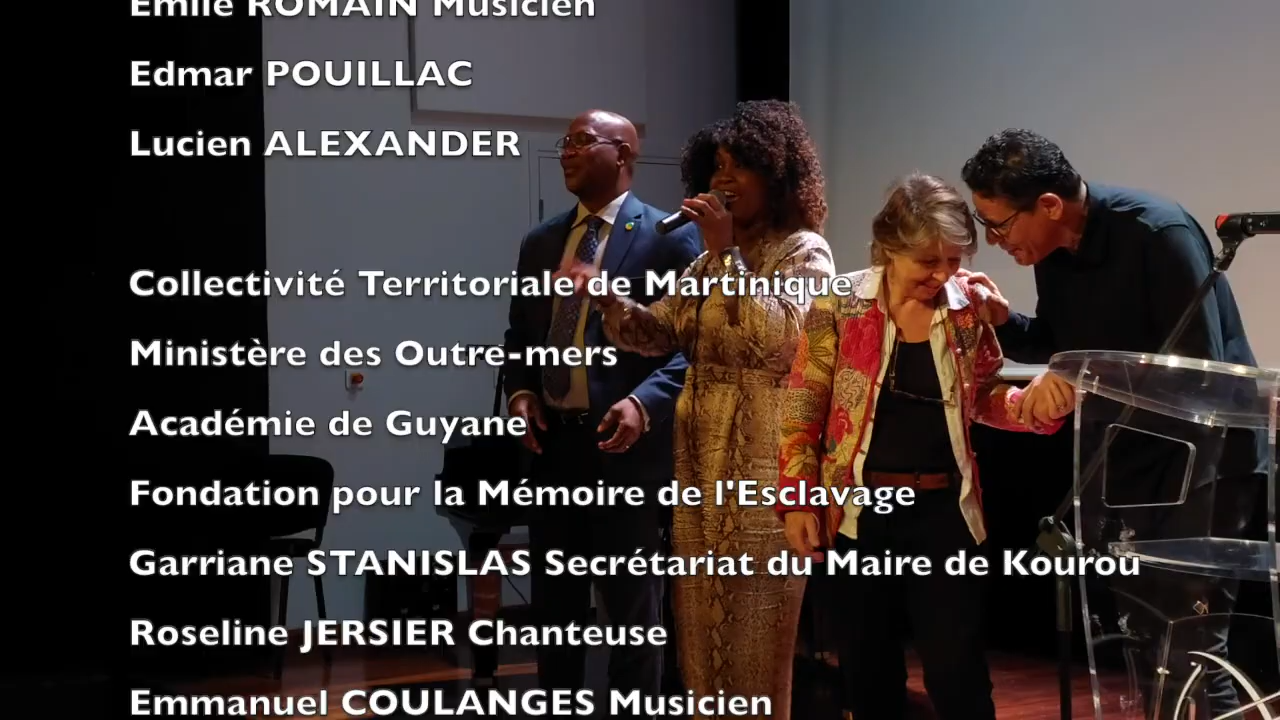 Emile ROMAIN Musicien
Edmar POUILLAC
Lucien ALEXANDER
Collectivité Territoriale de Martinique
Ministère des Outre-mers
Académie de Guyane
Fondation pour la Mémoire de l'Esclavage
Garriane STANISLAS Secrétariat du Maire de Kourou
Roseline JERSIER Chanteuse
Emmanuel COULANGES Musicien